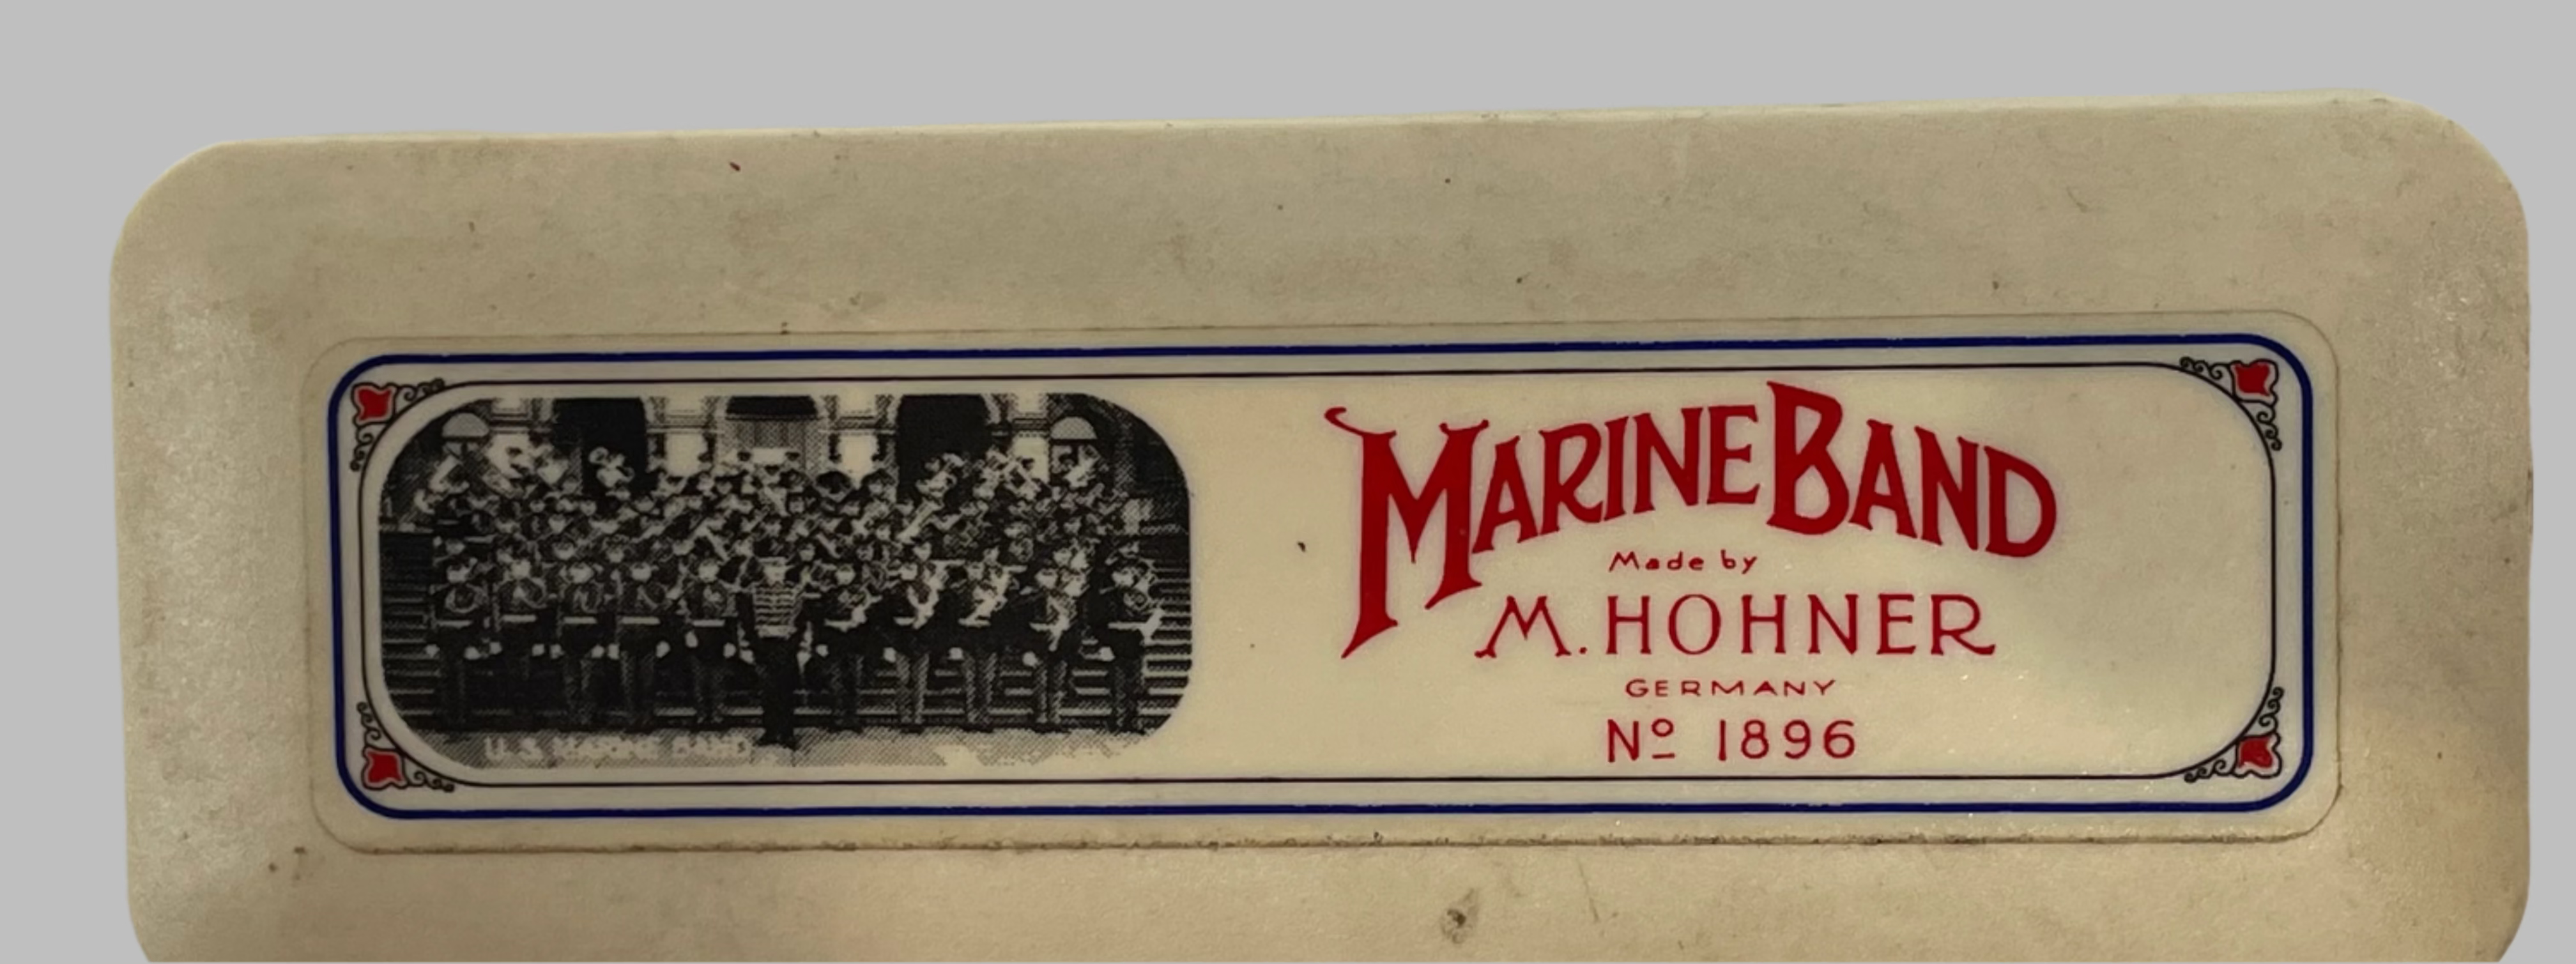 MARINE BAND
Made by
M. HOHNER
GERMANY
Nº 1896
U.S. MARINE BAND